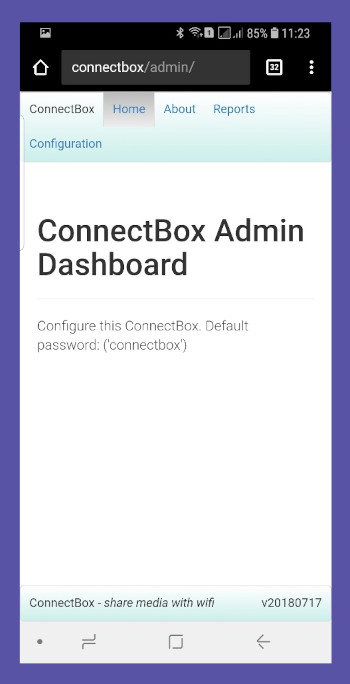 85% 11:23
connectbox/admin/
32
ConnectBox Home About Reports
Configuration
ConnectBox Admin
Dashboard
Configure this ConnectBox. Default
password: ('connectbox')
ConnectBox - share media with wifi v20180717